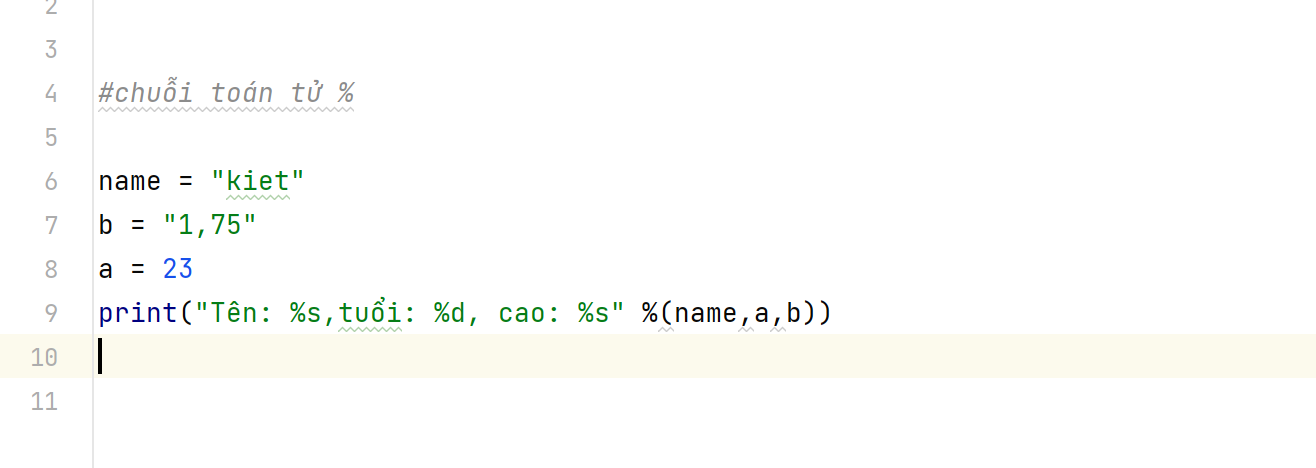 2
3
4 #chuỗi toán tử %
5
6 name = "kiet"
7 b = "1,75"
8 a = 23
9 print("Tên: %s,tuổi: %d, cao: %s" %(name,a,b))
10
11